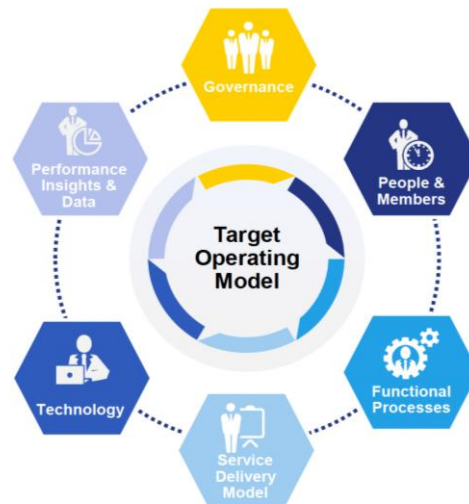 Governance
People &
Members
Functional
Processes
Service
Delivery
Model
Technology
Performance
Insights &
Data
Target
Operating
Model